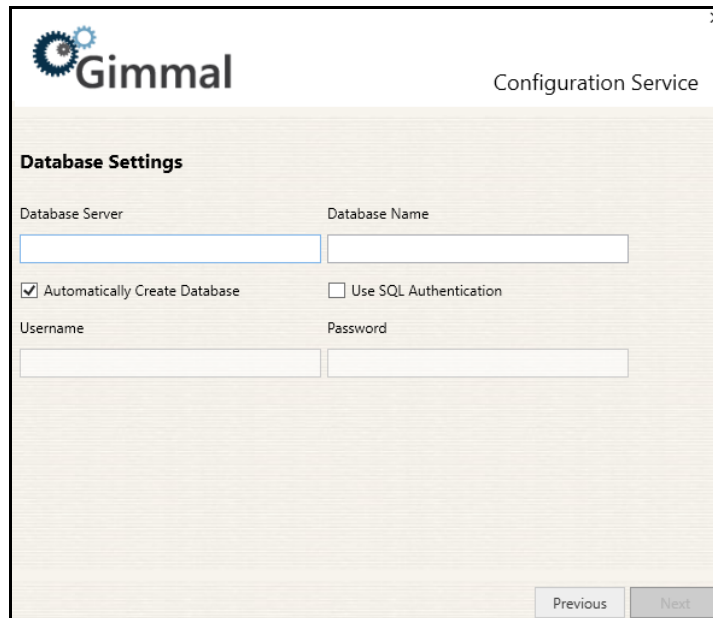 Gimmal
Configuration Service
Database Settings
Database Server Database Name
Automatically Create Database Use SQL Authentication
Username Password
Previous Next